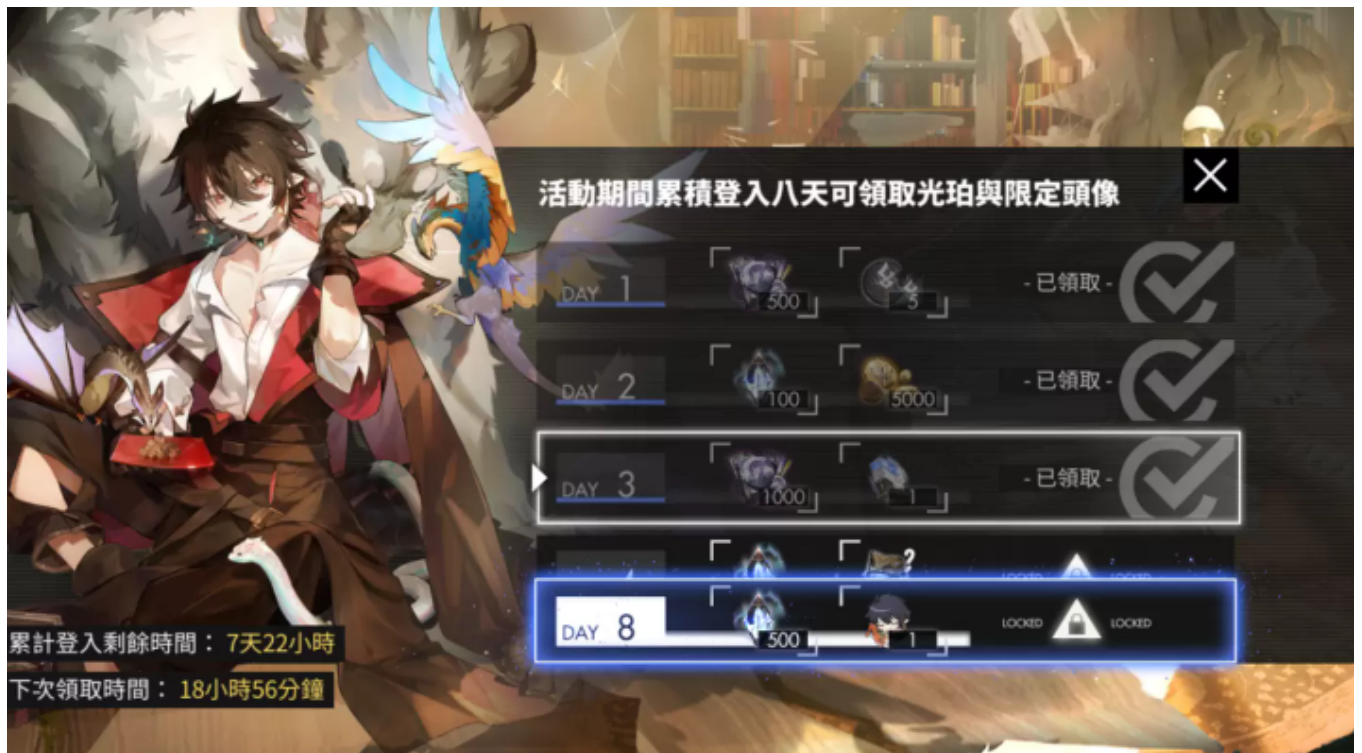 活動期間累積登入八天可領取光珀與限定頭像
DAY 1
500
5
- 已領取 -
DAY 2
100
5000
- 已領取 -
DAY 3
1000
1
- 已領取 -
?
DAY 8
500
1
LOCKED
LOCKED
累計登入剩餘時間： 7天22小時
下次領取時間： 18小時56分鐘